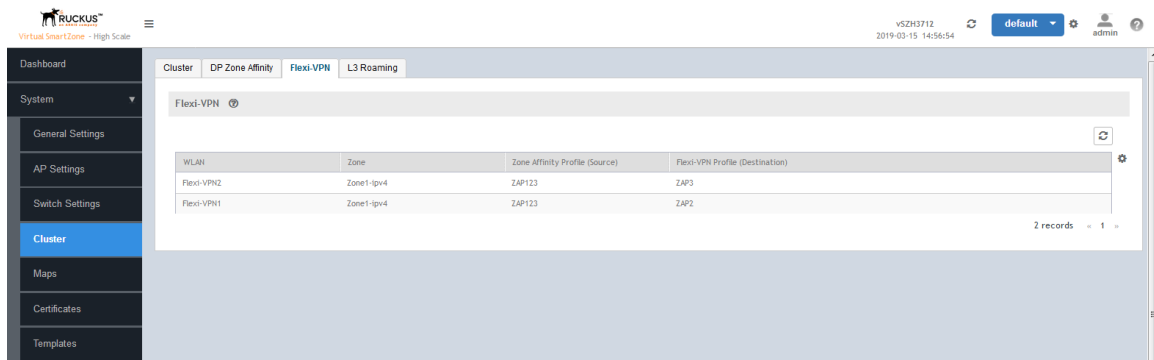 RUCKUS™
Virtual SmartZone - High Scale
vSZH3712
2019-03-15 14:56:54
default
admin
Dashboard
System
General Settings
AP Settings
Switch Settings
Cluster
Maps
Certificates
Templates
Cluster DP Zone Affinity Flexi-VPN L3 Roaming
Flexi-VPN
WLAN Zone Zone Affinity Profile (Source) Flexi-VPN Profile (Destination)
Flexi-VPN2 Zone1-ipv4 ZAP123 ZAP3
Flexi-VPN1 Zone1-ipv4 ZAP123 ZAP2
2 records « 1 »